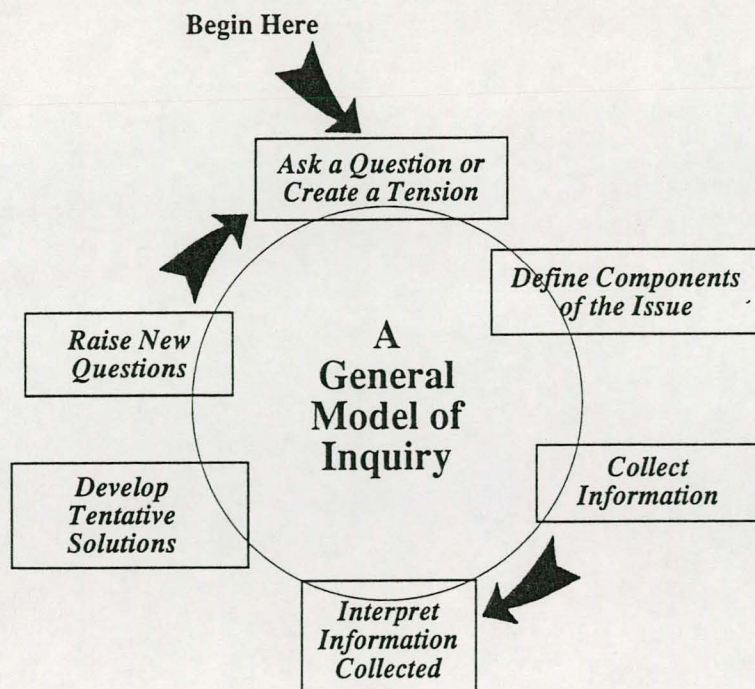 Begin Here
Ask a Question or
Create a Tension
Define Components
of the Issue
Collect
Information
Interpret
Information
Collected
Develop
Tentative
Solutions
Raise New
Questions
A
General
Model of
Inquiry